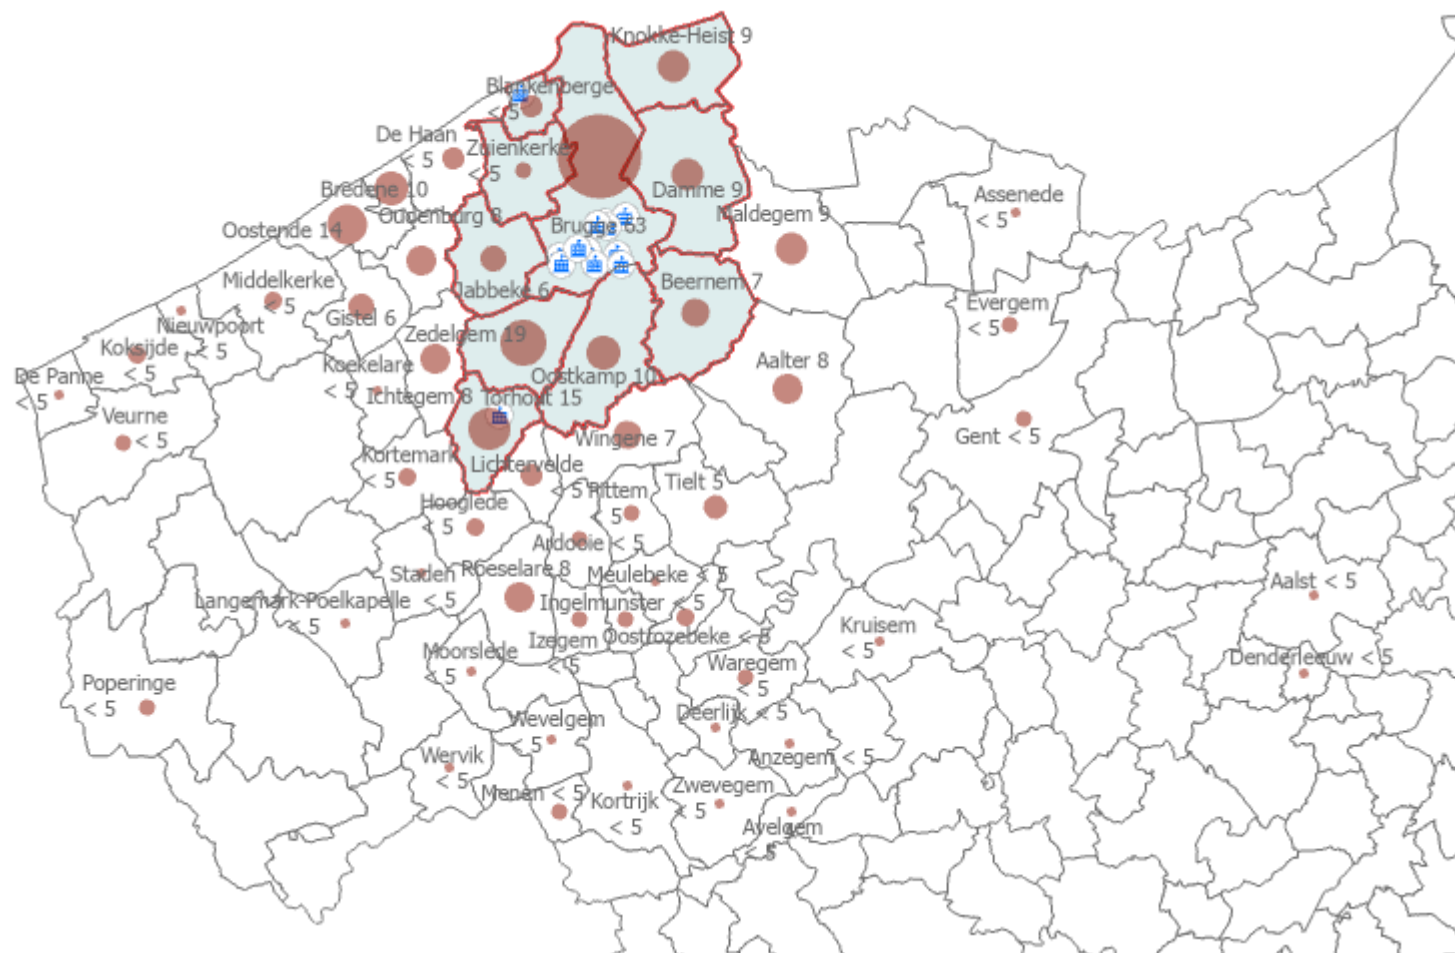 Knokke-Heist 9
Blankenberge
< 5
De Haan
< 5
Zuienkerke
< 5
Bredene 10
Damme 9
Assenede
< 5
Oudenburg 8
Maldegem 9
Oostende 14
Brugge 63
Middelkerke
< 5
Jabbeke 6
Beernem 7
Evergem
< 5
Nieuwpoort
< 5
Gistel 6
Zedelgem 19
Koksijde
< 5
Koekelare
< 5
Aalter 8
De Panne
< 5
Oostkamp 10
Ichtegem 8
Torhout 15
Veurne
< 5
Wingene 7
Gent < 5
Kortemark
< 5
Lichtervelde
< 5
Pittem
5
Tielt 5
Hooglede
< 5
Ardooie < 5
Staden
< 5
Roeselare 8
Meulebeke < 5
Aalst < 5
Langemark-Poelkapelle
< 5
Ingelmunster < 5
Izegem
< 5
Oostrozebeke < 5
Kruisem
< 5
Moorslede
< 5
Waregem
< 5
Denderleeuw < 5
Poperinge
< 5
Wevelgem
< 5
Deerlijk < 5
Anzegem < 5
Wervik
< 5
Menen < 5
Kortrijk
< 5
Zwevegem
< 5
Avelgem
< 5